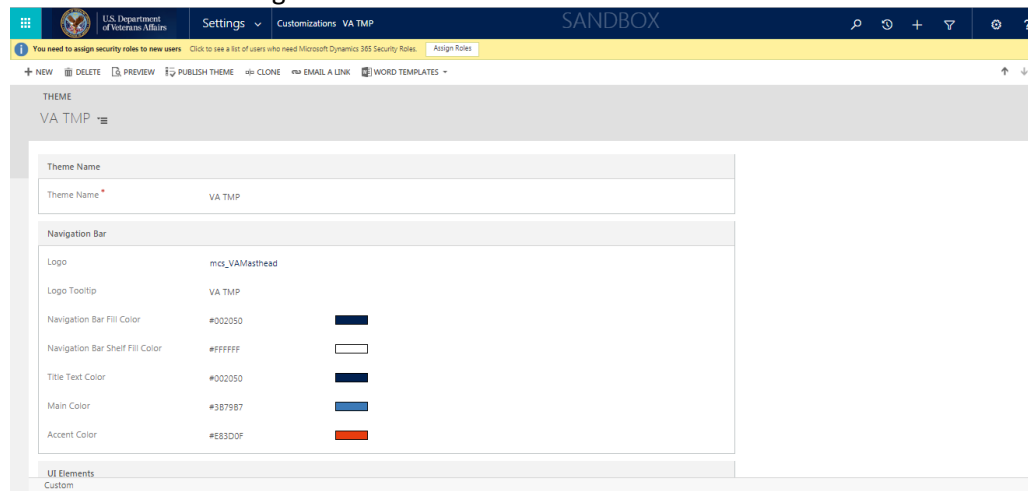 U.S. Department
of Veterans Affairs
Settings
Customizations VA TMP
SANDBOX
You need to assign security roles to new users Click to see a list of users who need Microsoft Dynamics 365 Security Roles. Assign Roles
NEW DELETE PREVIEW PUBLISH THEME CLONE EMAIL A LINK WORD TEMPLATES
THEME
VA TMP
Theme Name
Theme Name * VA TMP
Navigation Bar
Logo mcs_VAMasthead
Logo Tooltip VA TMP
Navigation Bar Fill Color #002050
Navigation Bar Shelf Fill Color #FFFFFF
Title Text Color #002050
Main Color #3B79B7
Accent Color #E83D0F
UI Elements
Custom